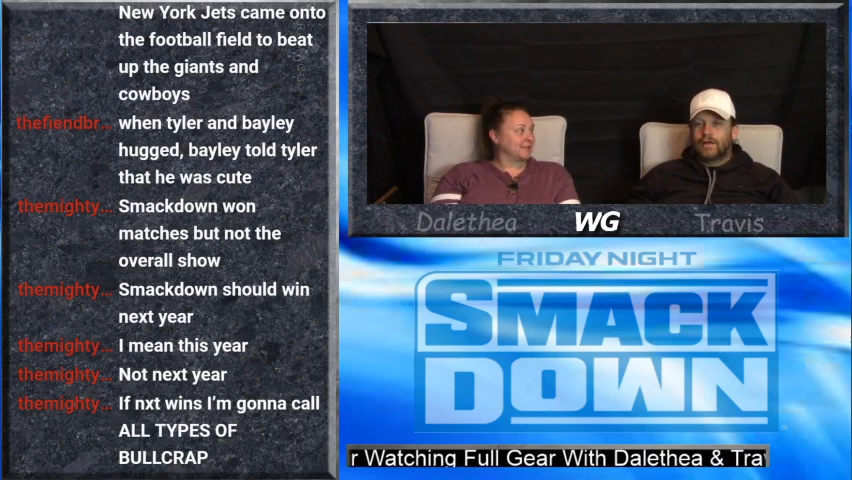 New York Jets came onto
the football field to beat
up the giants and
cowboys
thefiendbr... when tyler and bayley
hugged, bayley told tyler
that he was cute
themighty... Smackdown won
matches but not the
overall show
themighty... Smackdown should win
next year
themighty... I mean this year
themighty... Not next year
themighty... If nxt wins I’m gonna call
ALL TYPES OF
BULLCRAP
Dalethea WG Travis
FRIDAY NIGHT
SMACK
DOWN
r Watching Full Gear With Dalethea & Tra